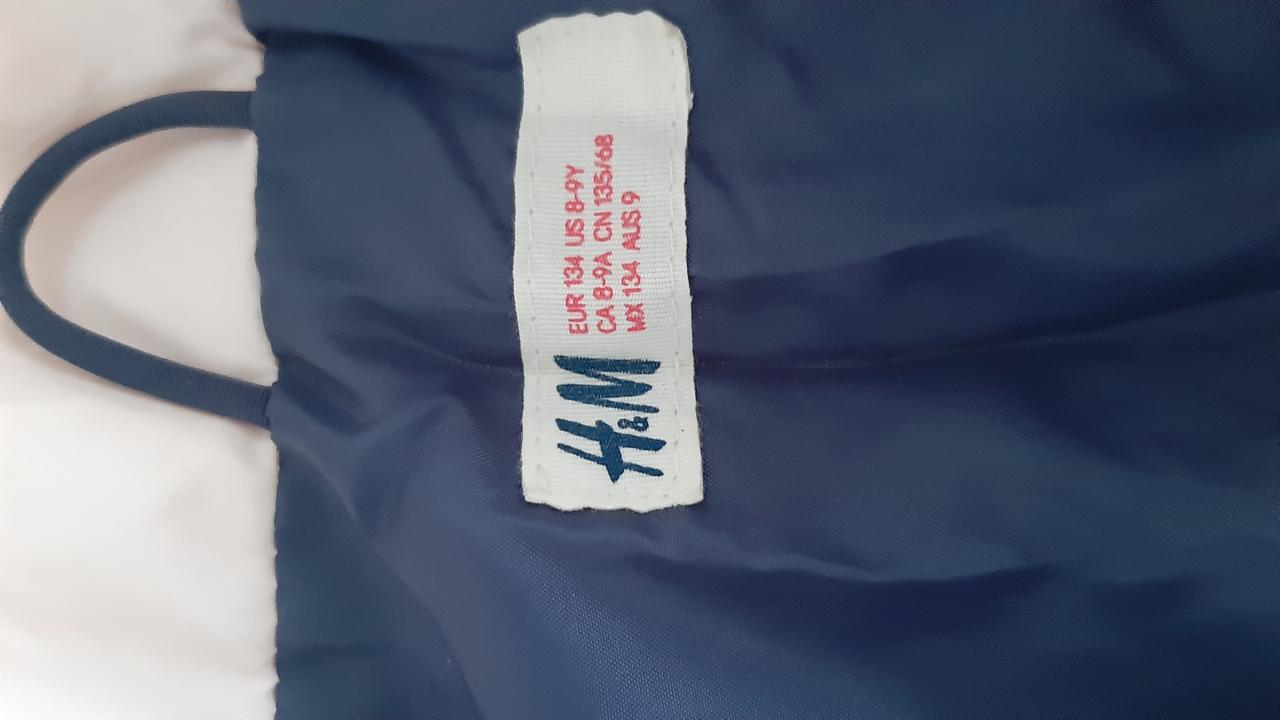 H&M
EUR 134 US 8-9Y
CA 8-9A CN 135/68
MX 134 AUS 9